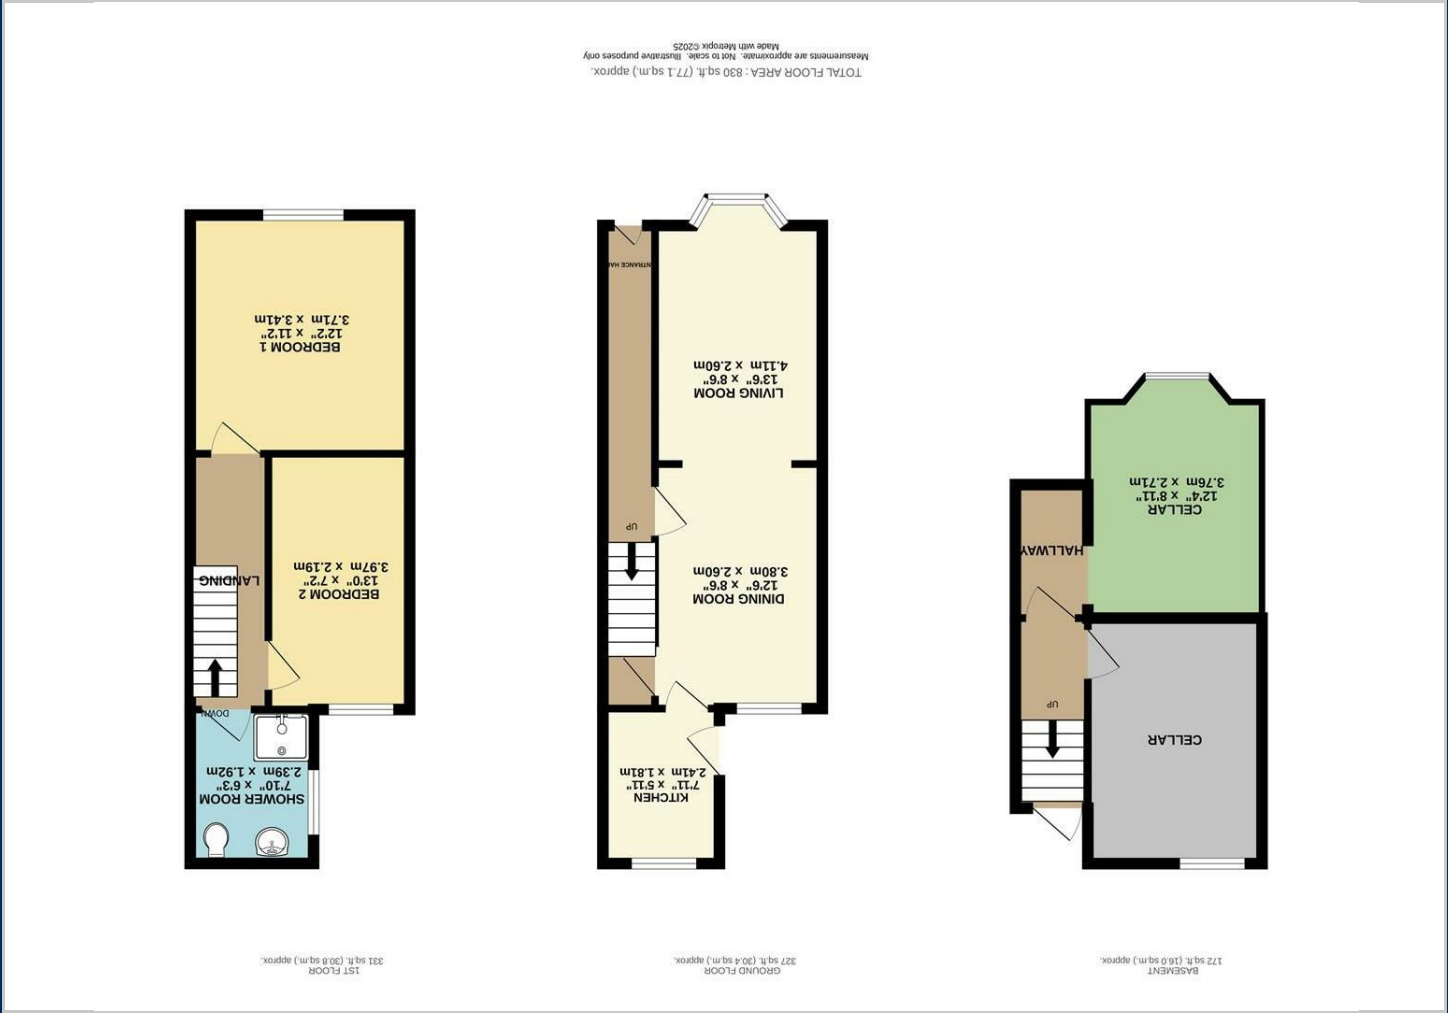 BASEMENT
172 sq.ft. (16.0 sq.m.) approx.
GROUND FLOOR
327 sq.ft. (30.4 sq.m.) approx.
1ST FLOOR
331 sq.ft. (30.8 sq.m.) approx.
CELLAR
UP
HALLWAY
CELLAR
12'4" x 8'11"
3.76m x 2.71m
KITCHEN
7'11" x 5'11"
2.41m x 1.81m
DINING ROOM
12'6" x 8'6"
3.80m x 2.60m
UP
LIVING ROOM
13'6" x 8'6"
4.11m x 2.60m
NTRANCE HAL
SHOWER ROOM
7'10" x 6'3"
2.39m x 1.92m
DOWN
BEDROOM 2
13'0" x 7'2"
3.97m x 2.19m
LANDING
BEDROOM 1
12'2" x 11'2"
3.71m x 3.41m
TOTAL FLOOR AREA : 830 sq.ft. (77.1 sq.m.) approx.
Measurements are approximate. Not to scale. Illustrative purposes only
Made with Metropix ©2025